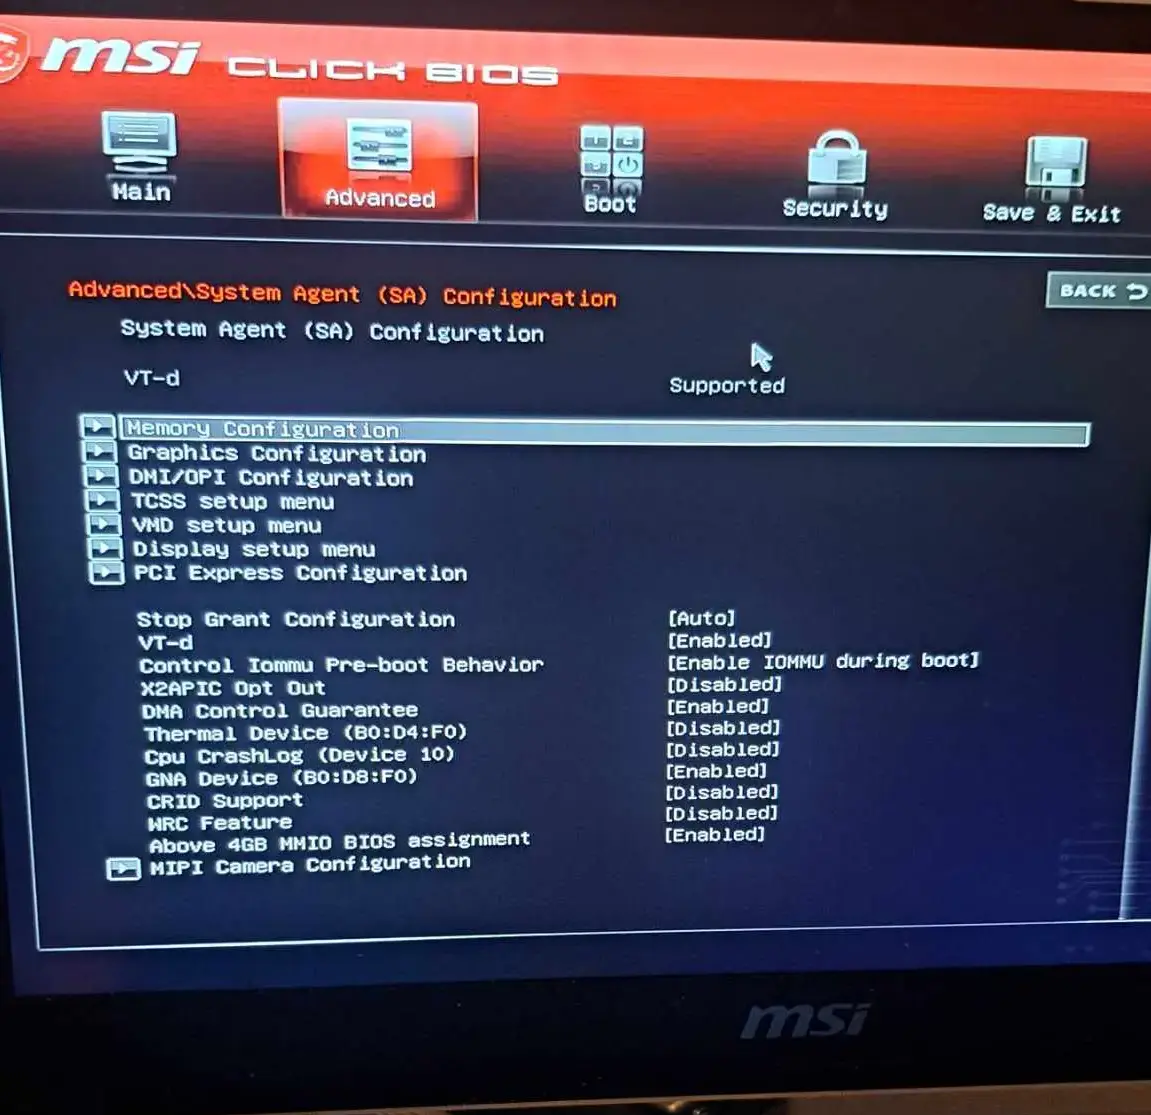 msi CLICK BIOS
Main
Advanced
Boot
Security
Save & Exit
Advanced\System Agent (SA) Configuration
BACK
System Agent (SA) Configuration
VT-d Supported
Memory Configuration
Graphics Configuration
DMI/OPI Configuration
TCSS setup menu
VMD setup menu
Display setup menu
PCI Express Configuration
Stop Grant Configuration [Auto]
VT-d [Enabled]
Control Iommu Pre-boot Behavior [Enable IOMMU during boot]
X2APIC Opt Out [Disabled]
DMA Control Guarantee [Enabled]
Thermal Device (B0:D4:F0) [Disabled]
Cpu CrashLog (Device 10) [Disabled]
GNA Device (B0:D8:F0) [Enabled]
CRID Support [Disabled]
WRC Feature [Disabled]
Above 4GB MMIO BIOS assignment [Enabled]
MIPI Camera Configuration
msi